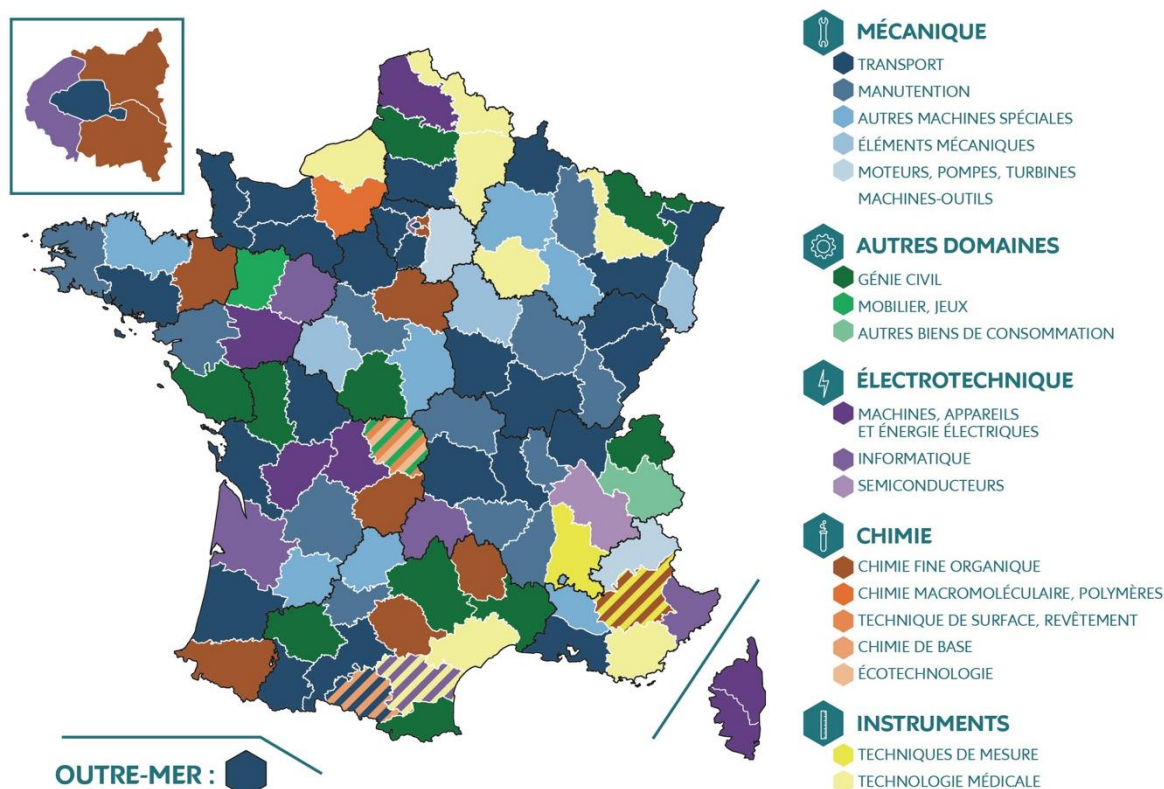 MÉCANIQUE
TRANSPORT
MANUTENTION
AUTRES MACHINES SPÉCIALES
ÉLÉMENTS MÉCANIQUES
MOTEURS, POMPES, TURBINES
MACHINES-OUTILS
AUTRES DOMAINES
GÉNIE CIVIL
MOBILIER, JEUX
AUTRES BIENS DE CONSOMMATION
ÉLECTROTECHNIQUE
MACHINES, APPAREILS
ET ÉNERGIE ÉLECTRIQUES
INFORMATIQUE
SEMICONDUCTEURS
CHIMIE
CHIMIE FINE ORGANIQUE
CHIMIE MACROMOLÉCULAIRE, POLYMÈRES
TECHNIQUE DE SURFACE, REVÊTEMENT
CHIMIE DE BASE
ÉCOTECHNOLOGIE
INSTRUMENTS
TECHNIQUES DE MESURE
TECHNOLOGIE MÉDICALE
OUTRE-MER :